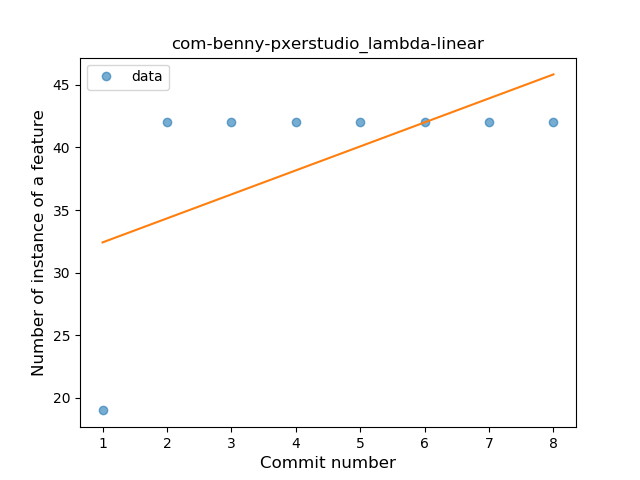 com-benny-pxerstudio_lambda-linear
data
Number of instance of a feature
45
40
35
30
25
20
1 2 3 4 5 6 7 8
Commit number